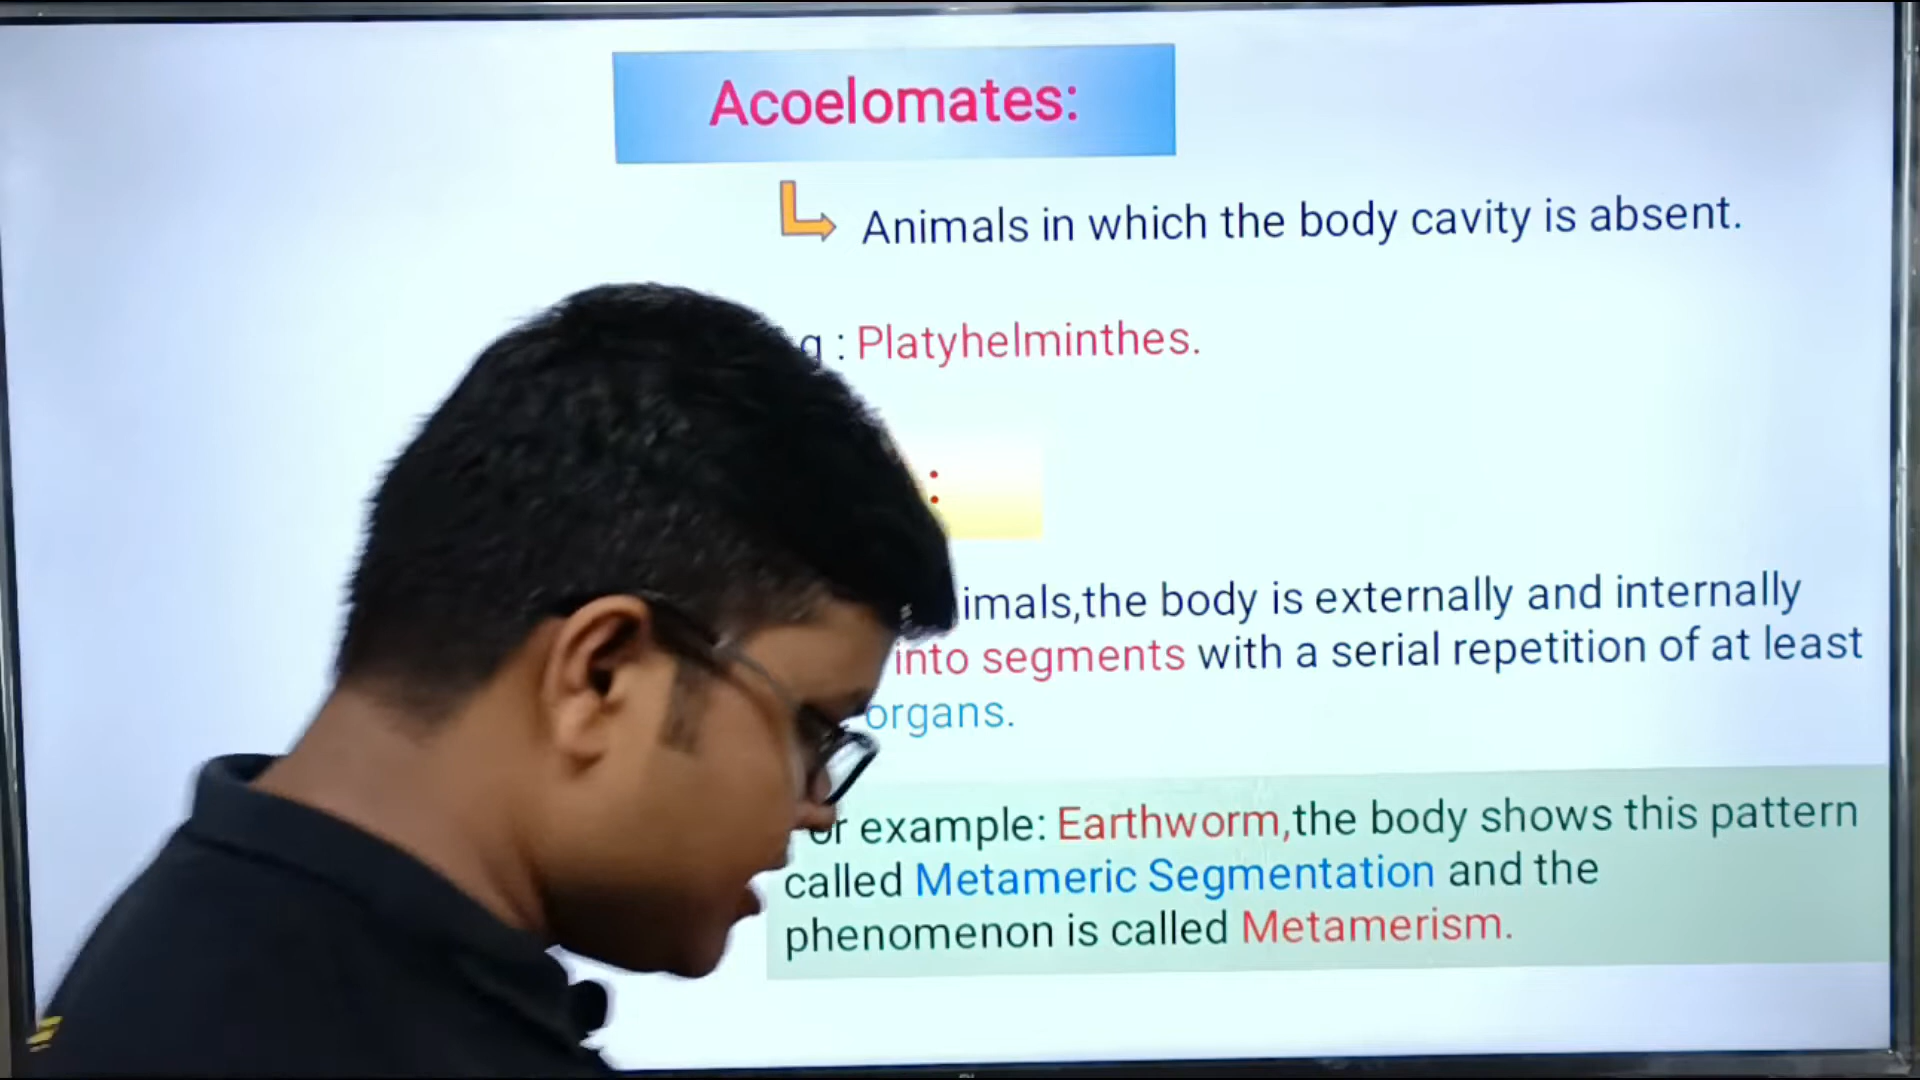 Acoelomates:
Animals in which the body cavity is absent.
: Platyhelminthes.
:
the body is externally and internally
into segments with a serial repetition of at least
organs.
example: Earthworm,the body shows this pattern
called Metameric Segmentation and the
phenomenon is called Metamerism.